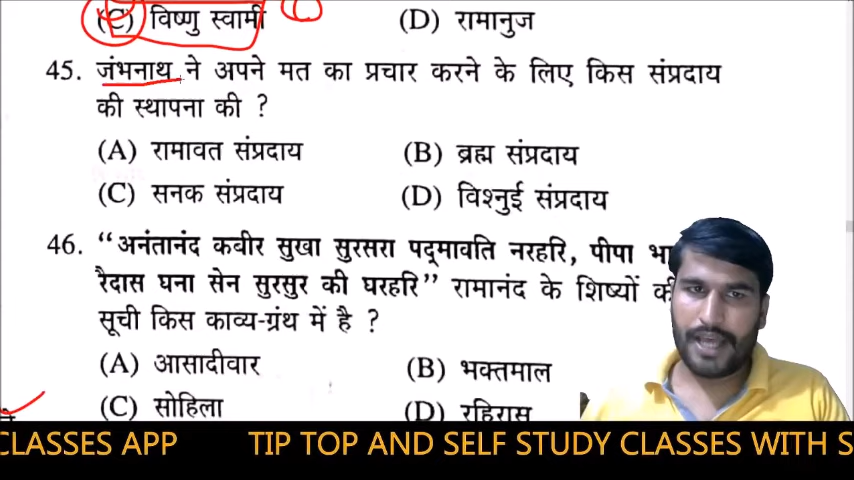 (C) विष्णु स्वामी (D) रामानुज
45. जंभनाथ ने अपने मत का प्रचार करने के लिए किस संप्रदाय
की स्थापना की ?
(A) रामावत संप्रदाय (B) ब्रह्म संप्रदाय
(C) सनक संप्रदाय (D) विश्नुई संप्रदाय
46. “अनंतानंद कबीर सुखा सुरसरा पद्मावति नरहरि, पीपा
रैदास घना सेन सुरसुर की घरहरि” रामानंद के शिष्यों
सूची किस काव्य-ग्रंथ में है ?
(A) आसादीवार (B) भक्तमाल
(C) सोहिला (D) रहिरास
CLASSES APP TIP TOP AND SELF STUDY CLASSES WITH S